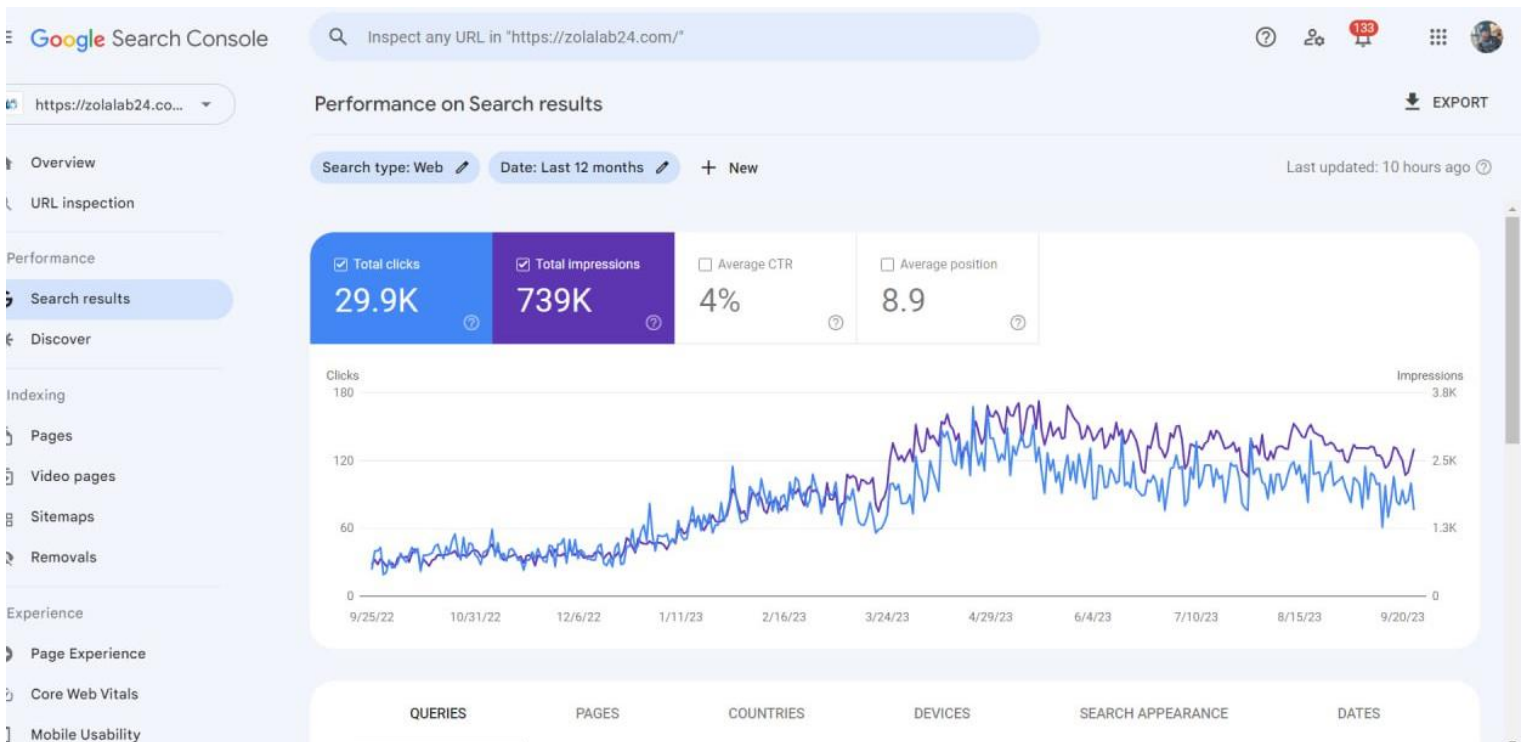 Google Search Console
Inspect any URL in "https://zolalab24.com/"
133
https://zolalab24.co...
Performance on Search results
EXPORT
Overview
Search type: Web
Date: Last 12 months
+ New
Last updated: 10 hours ago
URL inspection
Performance
Search results
Discover
Indexing
Pages
Video pages
Sitemaps
Removals
Experience
Page Experience
Core Web Vitals
Mobile Usability
Total clicks
29.9K
Total impressions
739K
Average CTR
4%
Average position
8.9
Clicks
180
120
60
0
Impressions
3.8K
2.5K
1.3K
0
9/25/22 10/31/22 12/6/22 1/11/23 2/16/23 3/24/23 4/29/23 6/4/23 7/10/23 8/15/23 9/20/23
QUERIES PAGES COUNTRIES DEVICES SEARCH APPEARANCE DATES